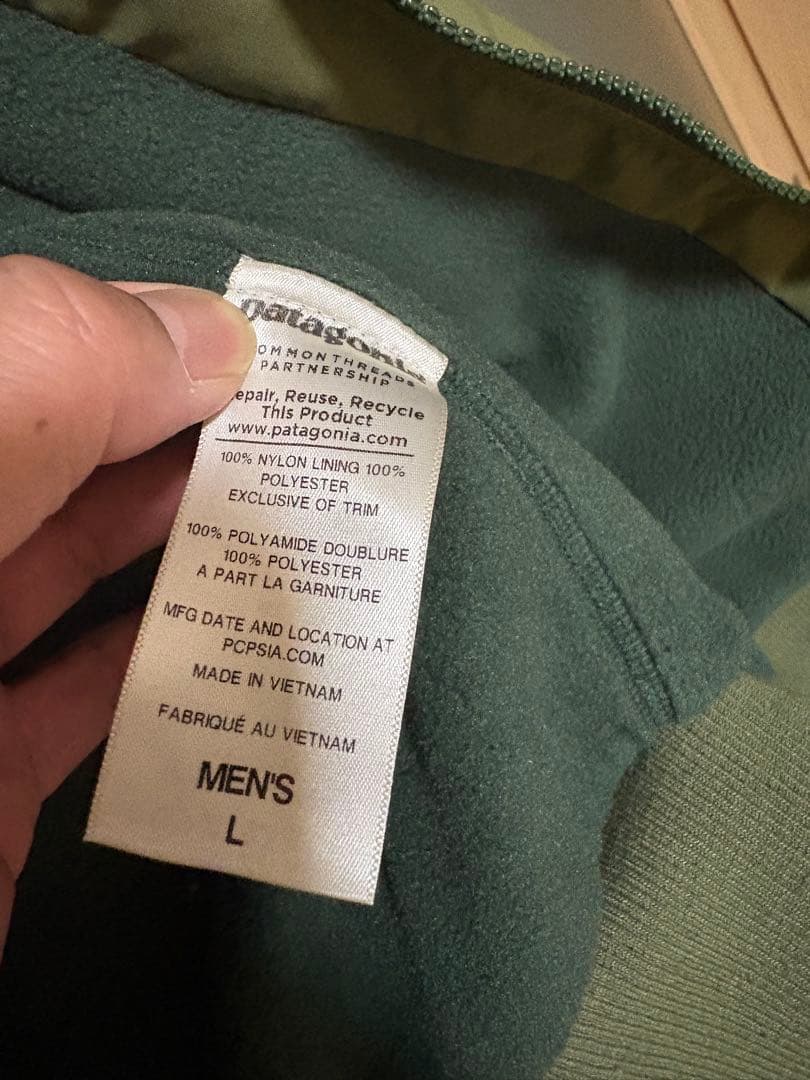 patagonia
OMMON THREADS
PARTNERSHIP
epair, Reuse, Recycle
This Product
www.patagonia.com
100% NYLON LINING 100%
POLYESTER
EXCLUSIVE OF TRIM
100% POLYAMIDE DOUBLURE
100% POLYESTER
A PART LA GARNITURE
MFG DATE AND LOCATION AT
PCPSIA.COM
MADE IN VIETNAM
FABRIQUÉ AU VIETNAM
MEN'S
L